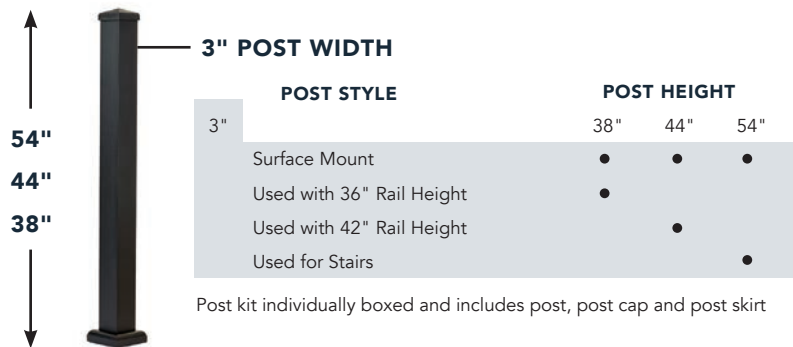 3" POST WIDTH
54"
44"
38"
POST STYLE POST HEIGHT
3" 38" 44" 54"
Surface Mount ● ● ●
Used with 36" Rail Height ●
Used with 42" Rail Height ●
Used for Stairs ●
Post kit individually boxed and includes post, post cap and post skirt